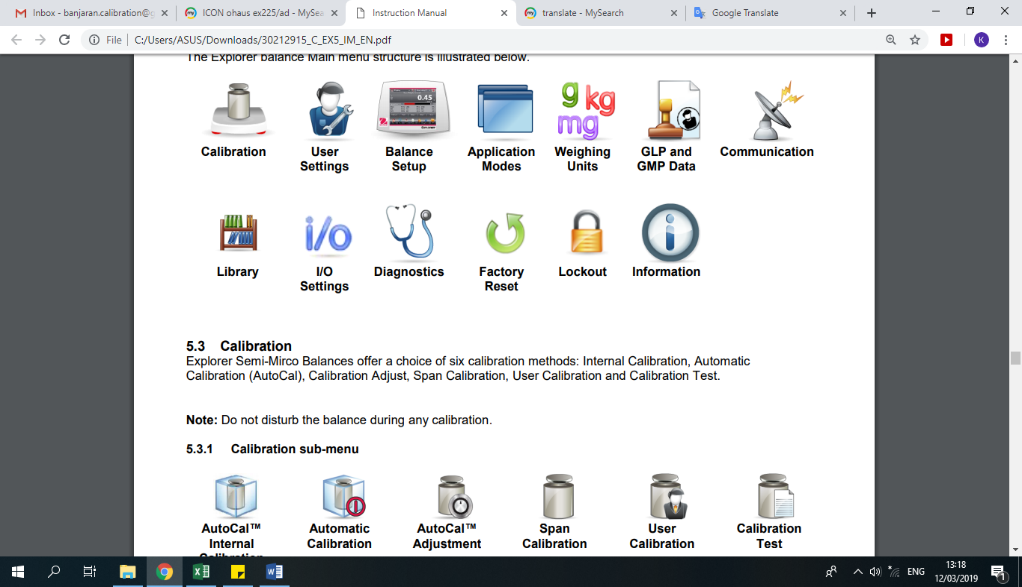 Inbox - banjaran.calibration@g
ICON ohaus ex225/ad - MySea
Instruction Manual
translate - MySearch
Google Translate
File
C:/Users/ASUS/Downloads/30212915_C_EX5_IM_EN.pdf
K
The Explorer balance Main menu structure is illustrated below.
0.45
g kg
mg
Calibration
User
Settings
Balance
Setup
Application
Modes
Weighing
Units
GLP and
GMP Data
Communication
i/o
i
Library
I/O
Settings
Diagnostics
Factory
Reset
Lockout
Information
5.3 Calibration
Explorer Semi-Mirco Balances offer a choice of six calibration methods: Internal Calibration, Automatic
Calibration (AutoCal), Calibration Adjust, Span Calibration, User Calibration and Calibration Test.
Note: Do not disturb the balance during any calibration.
5.3.1 Calibration sub-menu
AutoCal™
Internal
Calibration
Automatic
Calibration
AutoCal™
Adjustment
Span
Calibration
User
Calibration
Calibration
Test
ENG
13:18
12/03/2019
1